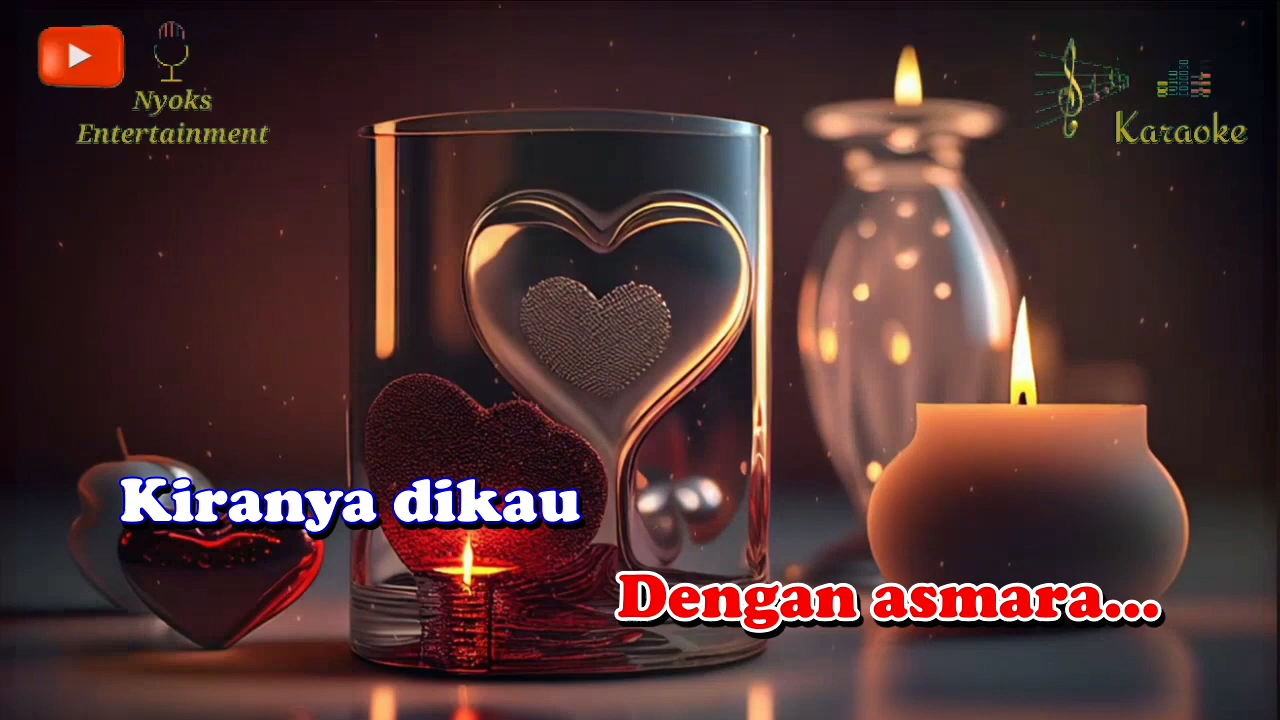 Nyoks
Entertainment
Karaoke
Kiranya dikau
Dengan asmara...